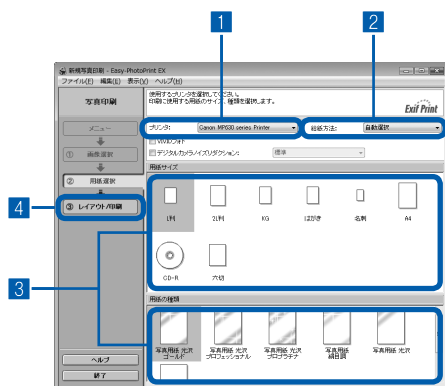 1
2
新規写真印刷 - Easy-PhotoPrint EX
ファイル(F) 編集(E) 表示(V) ヘルプ(H)
写真印刷
使用するプリンタを選択してください。
印刷に使用する用紙のサイズ、種類を選択します。
Exif Print
メニュー
プリンタ: Canon MP630 series Printer
給紙方法: 自動選択
VIVIDフォト
① 画像選択
デジタルカメラノイズリダクション: 標準
用紙サイズ
② 用紙選択
4
③ レイアウト/印刷
L判
2L判
KG
はがき
名刺
A4
3
CD-R
六切
用紙の種類
写真用紙 光沢 ゴールド
写真用紙 光沢 プロフェッショナル
写真用紙 光沢 プロプラチナ
写真用紙 絹目調
写真用紙 光沢
ヘルプ
終了